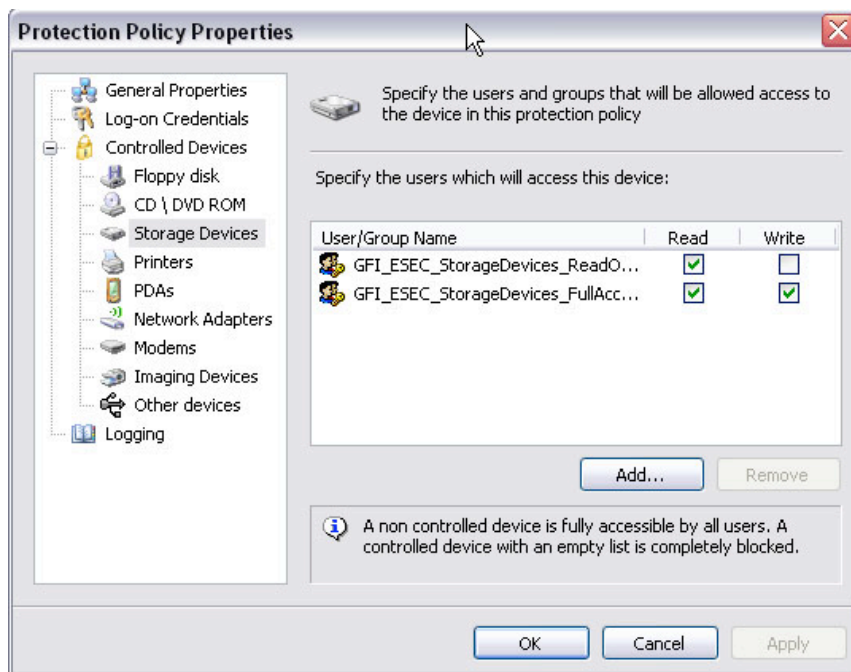 Protection Policy Properties
General Properties
Log-on Credentials
Controlled Devices
Floppy disk
CD \ DVD ROM
Storage Devices
Printers
PDAs
Network Adapters
Modems
Imaging Devices
Other devices
Logging
Specify the users and groups that will be allowed access to
the device in this protection policy
Specify the users which will access this device:
User/Group Name Read Write
GFI_ESEC_StorageDevices_ReadO...
GFI_ESEC_StorageDevices_FullAcc...
Add... Remove
A non controlled device is fully accessible by all users. A
controlled device with an empty list is completely blocked.
OK Cancel Apply